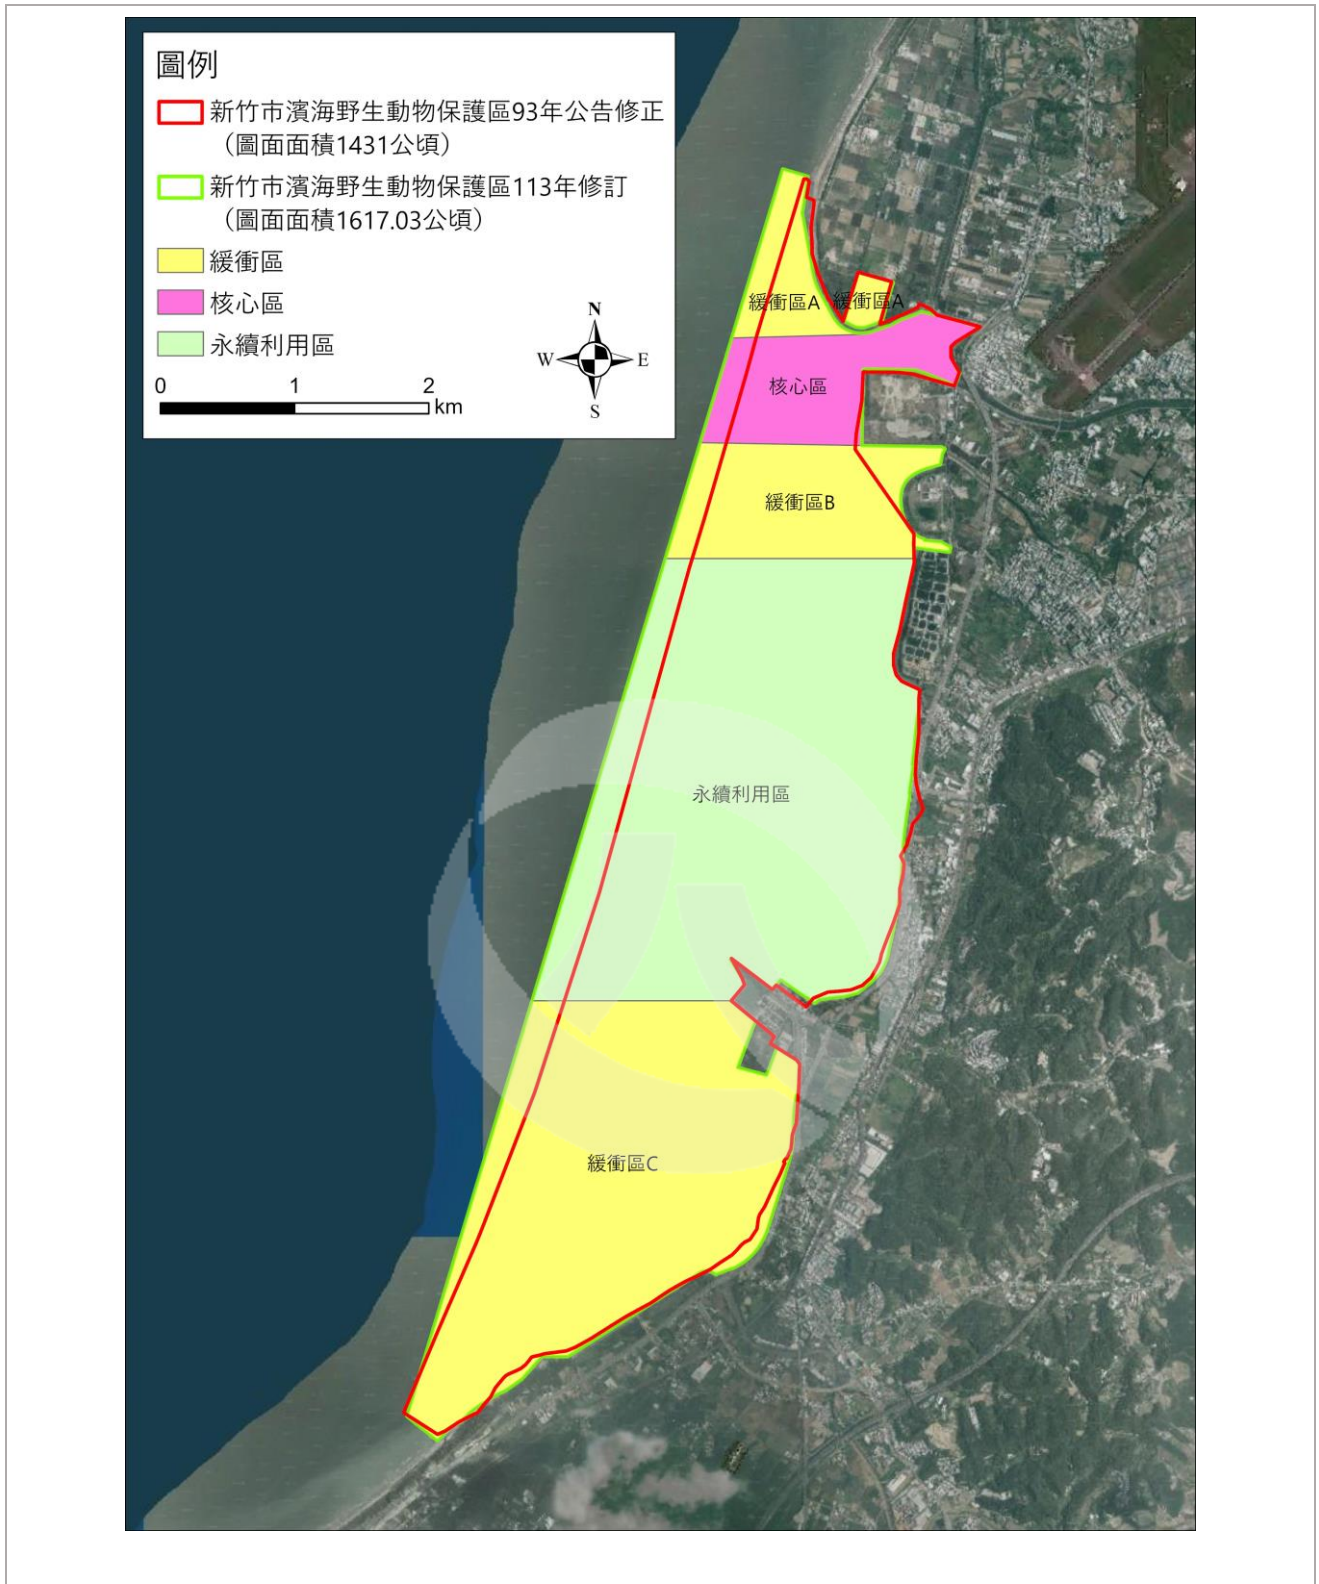 圖例
新竹市濱海野生動物保護區93年公告修正
（圖面面積1431公頃）
新竹市濱海野生動物保護區113年修訂
（圖面面積1617.03公頃）
緩衝區
核心區
永續利用區
0 1 2 km
N
W E
S
緩衝區A 緩衝區A
核心區
緩衝區B
永續利用區
緩衝區C